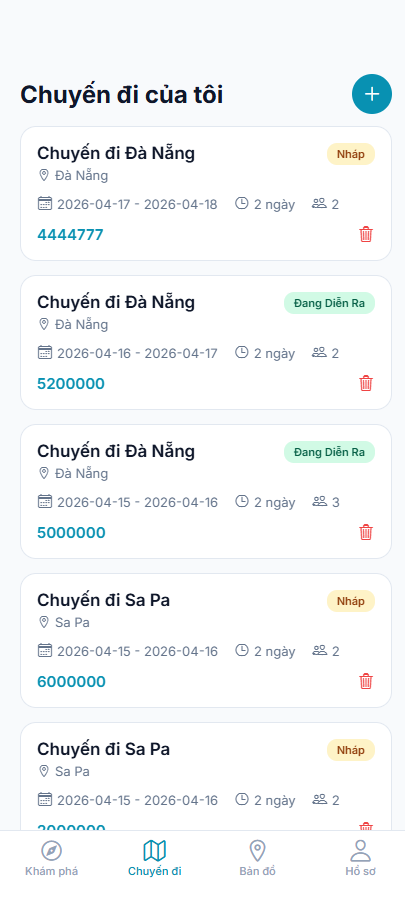 Chuyến đi của tôi
Chuyến đi Đà Nẵng
Nháp
Đà Nẵng
2026-04-17 - 2026-04-18 2 ngày 2
4444777
Chuyến đi Đà Nẵng
Đang Diễn Ra
Đà Nẵng
2026-04-16 - 2026-04-17 2 ngày 2
5200000
Chuyến đi Đà Nẵng
Đang Diễn Ra
Đà Nẵng
2026-04-15 - 2026-04-16 2 ngày 3
5000000
Chuyến đi Sa Pa
Nháp
Sa Pa
2026-04-15 - 2026-04-16 2 ngày 2
6000000
Chuyến đi Sa Pa
Nháp
Sa Pa
2026-04-15 - 2026-04-16 2 ngày 2
Khám phá
Chuyến đi
Bản đồ
Hồ sơ